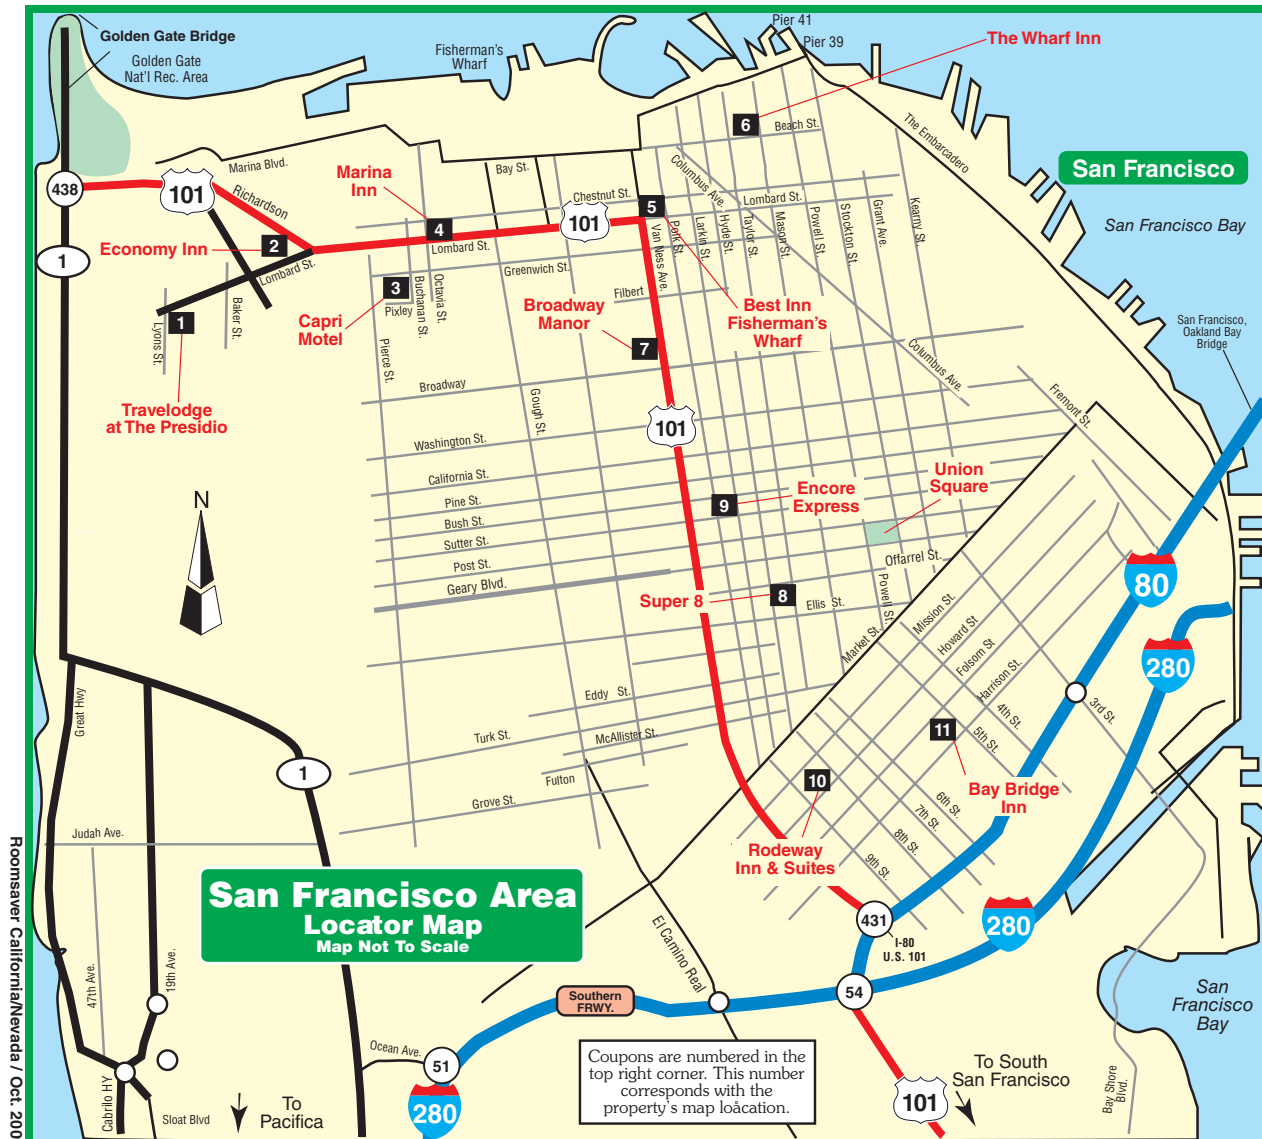 Golden Gate Bridge
Golden Gate
Nat'l Rec. Area
Fisherman's
Wharf
Pier 41
Pier 39
The Wharf Inn
6
Beach St.
The Embarcadero
San Francisco
San Francisco Bay
Marina Blvd.
Bay St.
Marina
Inn
438
101
Richardson
Chestnut St.
Columbus Ave.
Lombard St.
5
4
101
Economy Inn
2
Lombard St.
Lombard St.
1
Van Ness Ave.
Polk St.
Larkin St.
Hyde St.
Taylor St.
Mason St.
Powell St.
Stockton St.
Grant Ave.
Kearny St.
Greenwich St.
Filbert
3
Pixley
Buchanan St.
Octavia St.
Capri
Motel
Broadway
Manor
Best Inn
Fisherman's
Wharf
San Francisco,
Oakland Bay
Bridge
1
Lyons St.
Baker St.
Pierce St.
7
Columbus Ave.
Travelodge
at The Presidio
Broadway
Gough St.
Fremont St.
101
Washington St.
California St.
Pine St.
Bush St.
Sutter St.
Post St.
Geary Blvd.
N
Encore
Express
9
Union
Square
Offarrel St.
80
Super 8
8
Ellis St.
Powell St.
Market St.
Mission St.
Howard St
Folsom St
Harrison St.
280
Eddy St.
Turk St.
McAllister St.
Fulton
Grove St.
3rd St.
4th St.
5th St.
6th St.
7th St.
8th St.
9th St.
11
10
Bay Bridge
Inn
Rodeway
Inn & Suites
Great Hwy
1
Judah Ave.
San Francisco Area
Locator Map
Map Not To Scale
El Camino Real
431
I-80
U.S. 101
280
47th Ave.
19th Ave.
Southern
FRWY.
54
San
Francisco
Bay
Ocean Ave.
51
280
Coupons are numbered in the
top right corner. This number
corresponds with the
property's map loåcation.
To South
San Francisco
101
Bay Shore
Blvd.
Cabrilo HY
Sloat Blvd
To
Pacifica
Roomsaver California/Nevada / Oct. 200